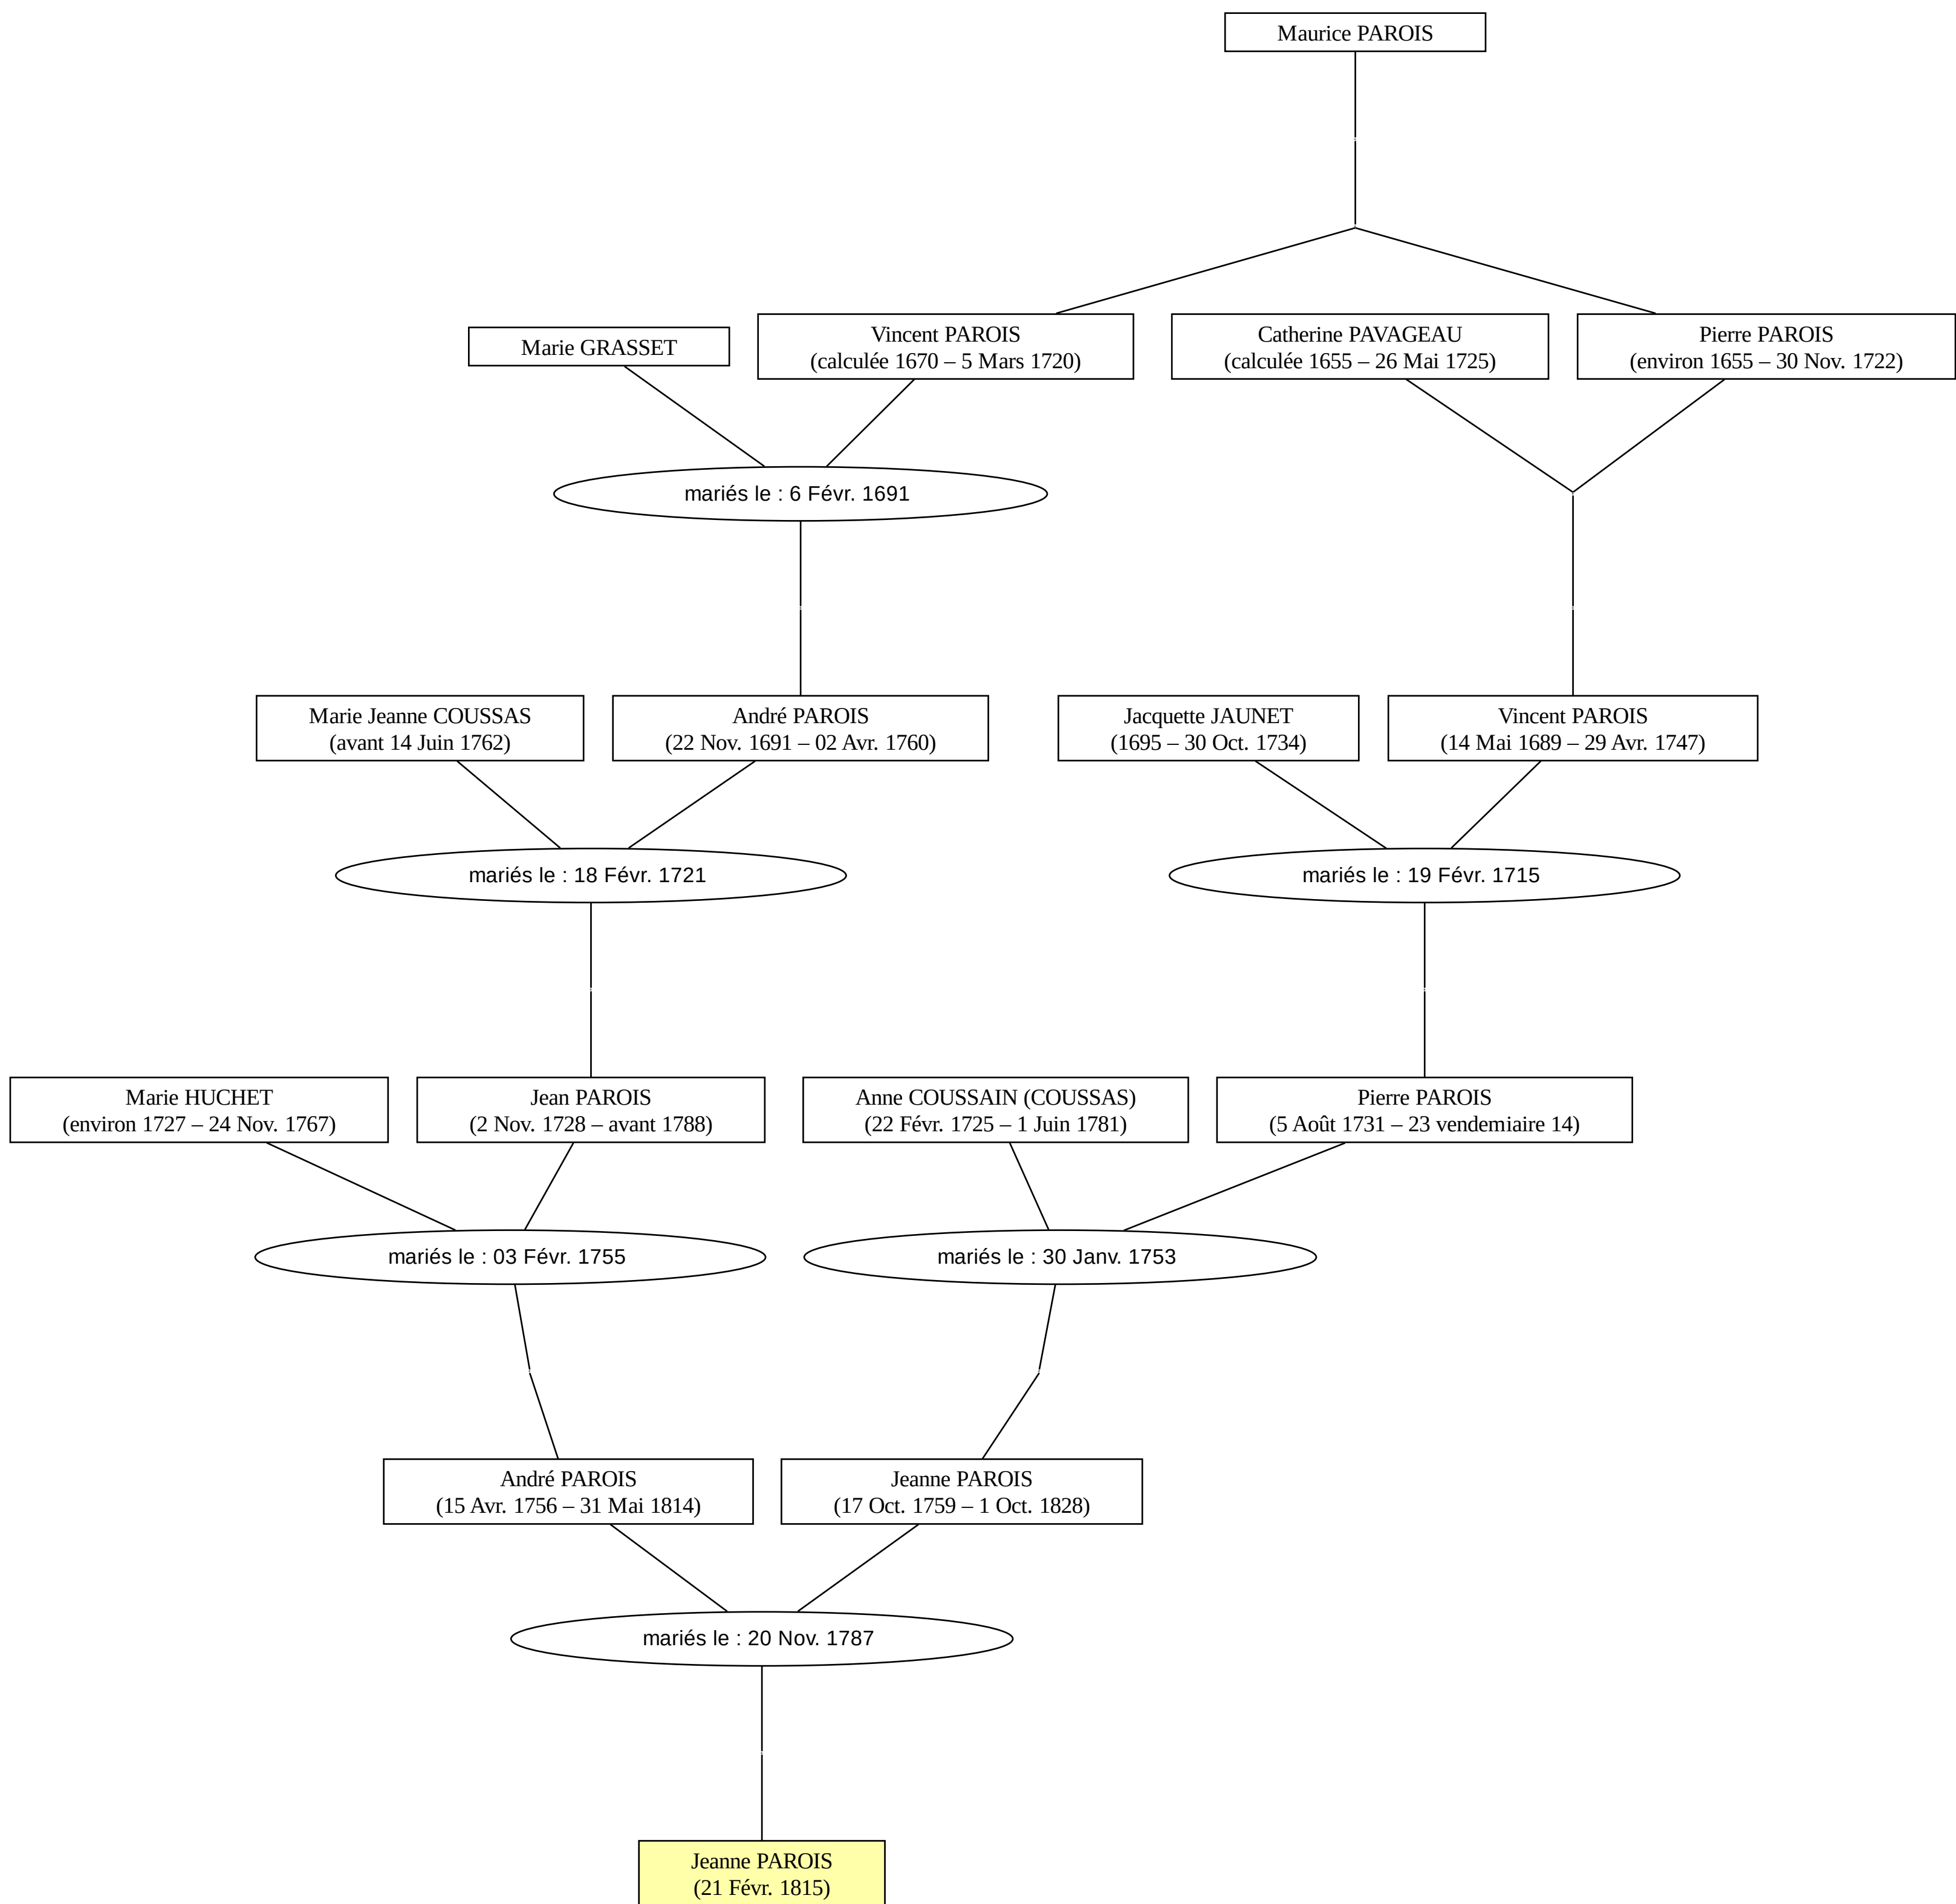 Maurice PAROIS
Marie GRASSET
Vincent PAROIS
(calculée 1670 – 5 Mars 1720)
Catherine PAVAGEAU
(calculée 1655 – 26 Mai 1725)
Pierre PAROIS
(environ 1655 – 30 Nov. 1722)
mariés le : 6 Févr. 1691
Marie Jeanne COUSSAS
(avant 14 Juin 1762)
André PAROIS
(22 Nov. 1691 – 02 Avr. 1760)
Jacquette JAUNET
(1695 – 30 Oct. 1734)
Vincent PAROIS
(14 Mai 1689 – 29 Avr. 1747)
mariés le : 18 Févr. 1721
mariés le : 19 Févr. 1715
Marie HUCHET
(environ 1727 – 24 Nov. 1767)
Jean PAROIS
(2 Nov. 1728 – avant 1788)
Anne COUSSAIN (COUSSAS)
(22 Févr. 1725 – 1 Juin 1781)
Pierre PAROIS
(5 Août 1731 – 23 vendemiaire 14)
mariés le : 03 Févr. 1755
mariés le : 30 Janv. 1753
André PAROIS
(15 Avr. 1756 – 31 Mai 1814)
Jeanne PAROIS
(17 Oct. 1759 – 1 Oct. 1828)
mariés le : 20 Nov. 1787
Jeanne PAROIS
(21 Févr. 1815)